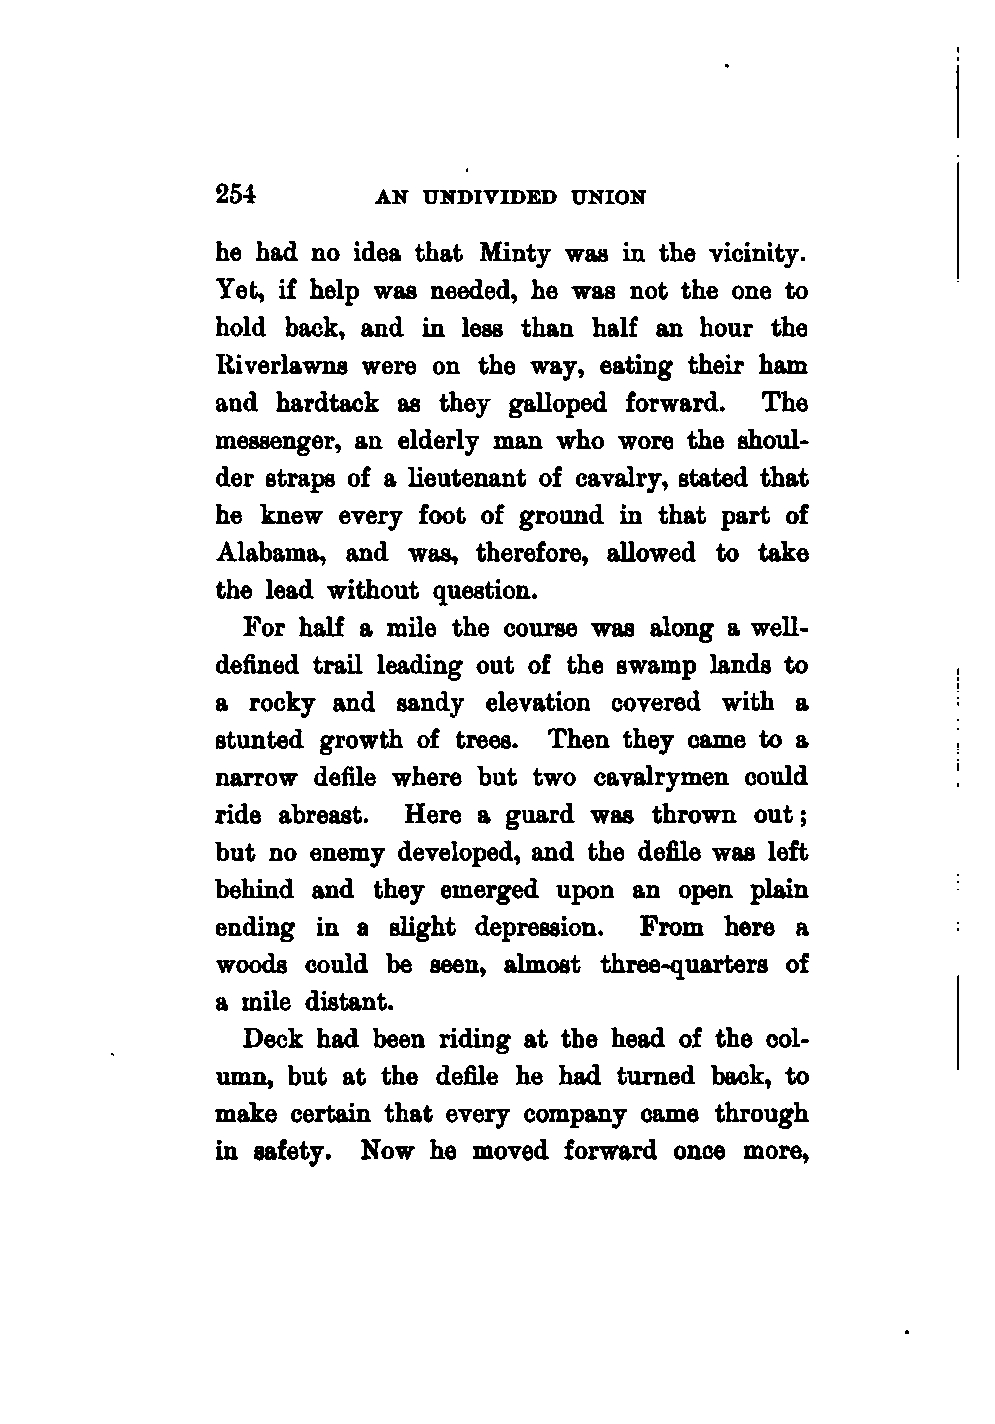 254 AN UNDIVIDED UNION
he had no idea that Minty was in the vicinity.
Yet, if help was needed, he was not the one to
hold back, and in less than half an hour the
Riverlawns were on the way, eating their ham
and hardtack as they galloped forward. The
messenger, an elderly man who wore the shoul-
der straps of a lieutenant of cavalry, stated that
he knew every foot of ground in that part of
Alabama, and was, therefore, allowed to take
the lead without question.
For half a mile the course was along a well-
defined trail leading out of the swamp lands to
a rocky and sandy elevation covered with a
stunted growth of trees. Then they came to a
narrow defile where but two cavalrymen could
ride abreast. Here a guard was thrown out;
but no enemy developed, and the defile was left
behind and they emerged upon an open plain
ending in a slight depression. From here a
woods could be seen, almost three-quarters of
a mile distant.
Deck had been riding at the head of the col-
umn, but at the defile he had turned back, to
make certain that every company came through
in safety. Now he moved forward once more,